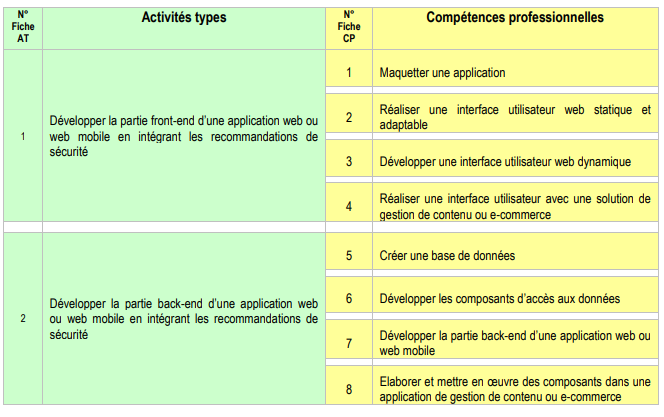 N°
Fiche
AT
Activités types
N°
Fiche
CP
Compétences professionnelles
1
Développer la partie front-end d'une application web ou
web mobile en intégrant les recommandations de
sécurité
1
Maquetter une application
2
Réaliser une interface utilisateur web statique et
adaptable
3
Développer une interface utilisateur web dynamique
4
Réaliser une interface utilisateur avec une solution de
gestion de contenu ou e-commerce
2
Développer la partie back-end d'une application web
ou web mobile en intégrant les recommandations de
sécurité
5
Créer une base de données
6
Développer les composants d'accès aux données
7
Développer la partie back-end d'une application web ou
web mobile
8
Elaborer et mettre en œuvre des composants dans une
application de gestion de contenu ou e-commerce